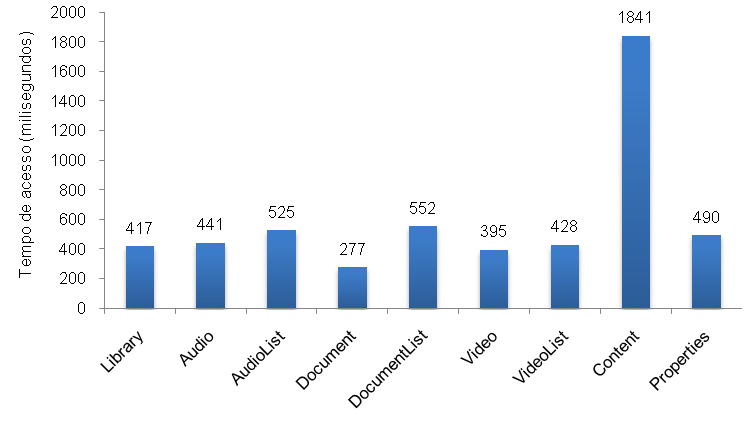 Tempo de acesso (milisegundos)
2000
1800
1600
1400
1200
1000
800
600
400
200
0
417
441
525
277
552
395
428
1841
490
Library
Audio
AudioList
Document
DocumentList
Video
VideoList
Content
Properties